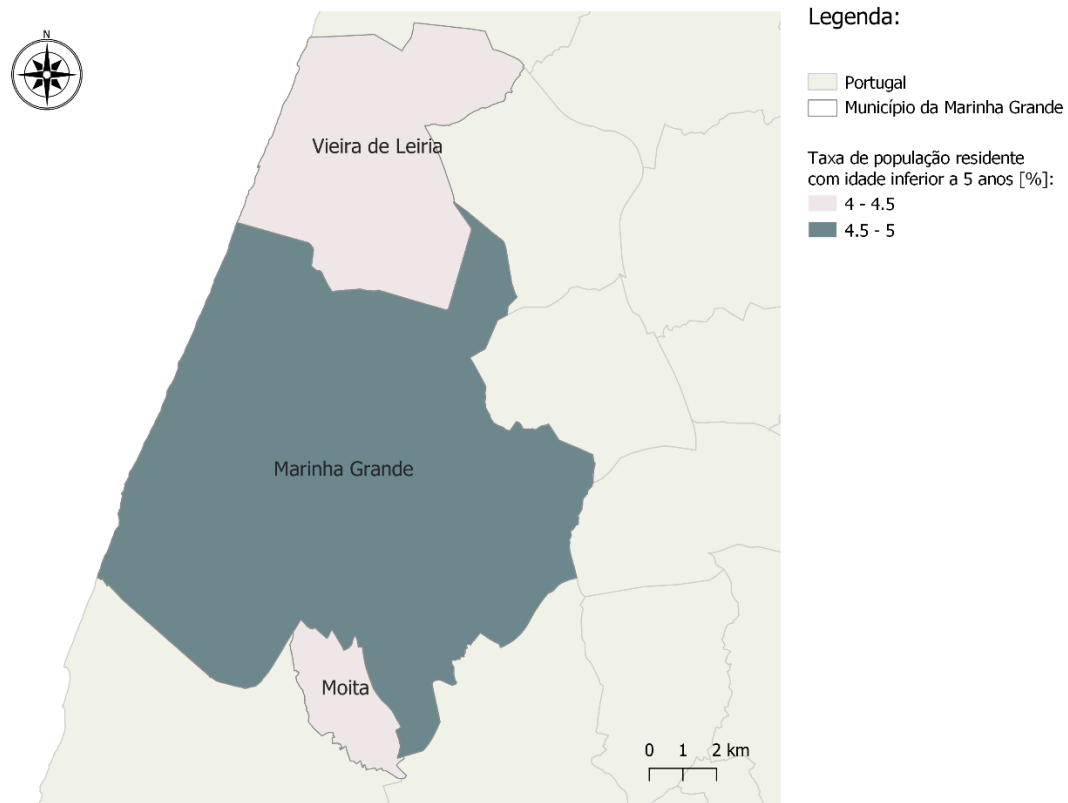 Legenda:
N
Portugal
Município da Marinha Grande
Vieira de Leiria
Taxa de população residente
com idade inferior a 5 anos [%]:
4 - 4.5
4.5 - 5
Marinha Grande
Moita
0 1 2 km